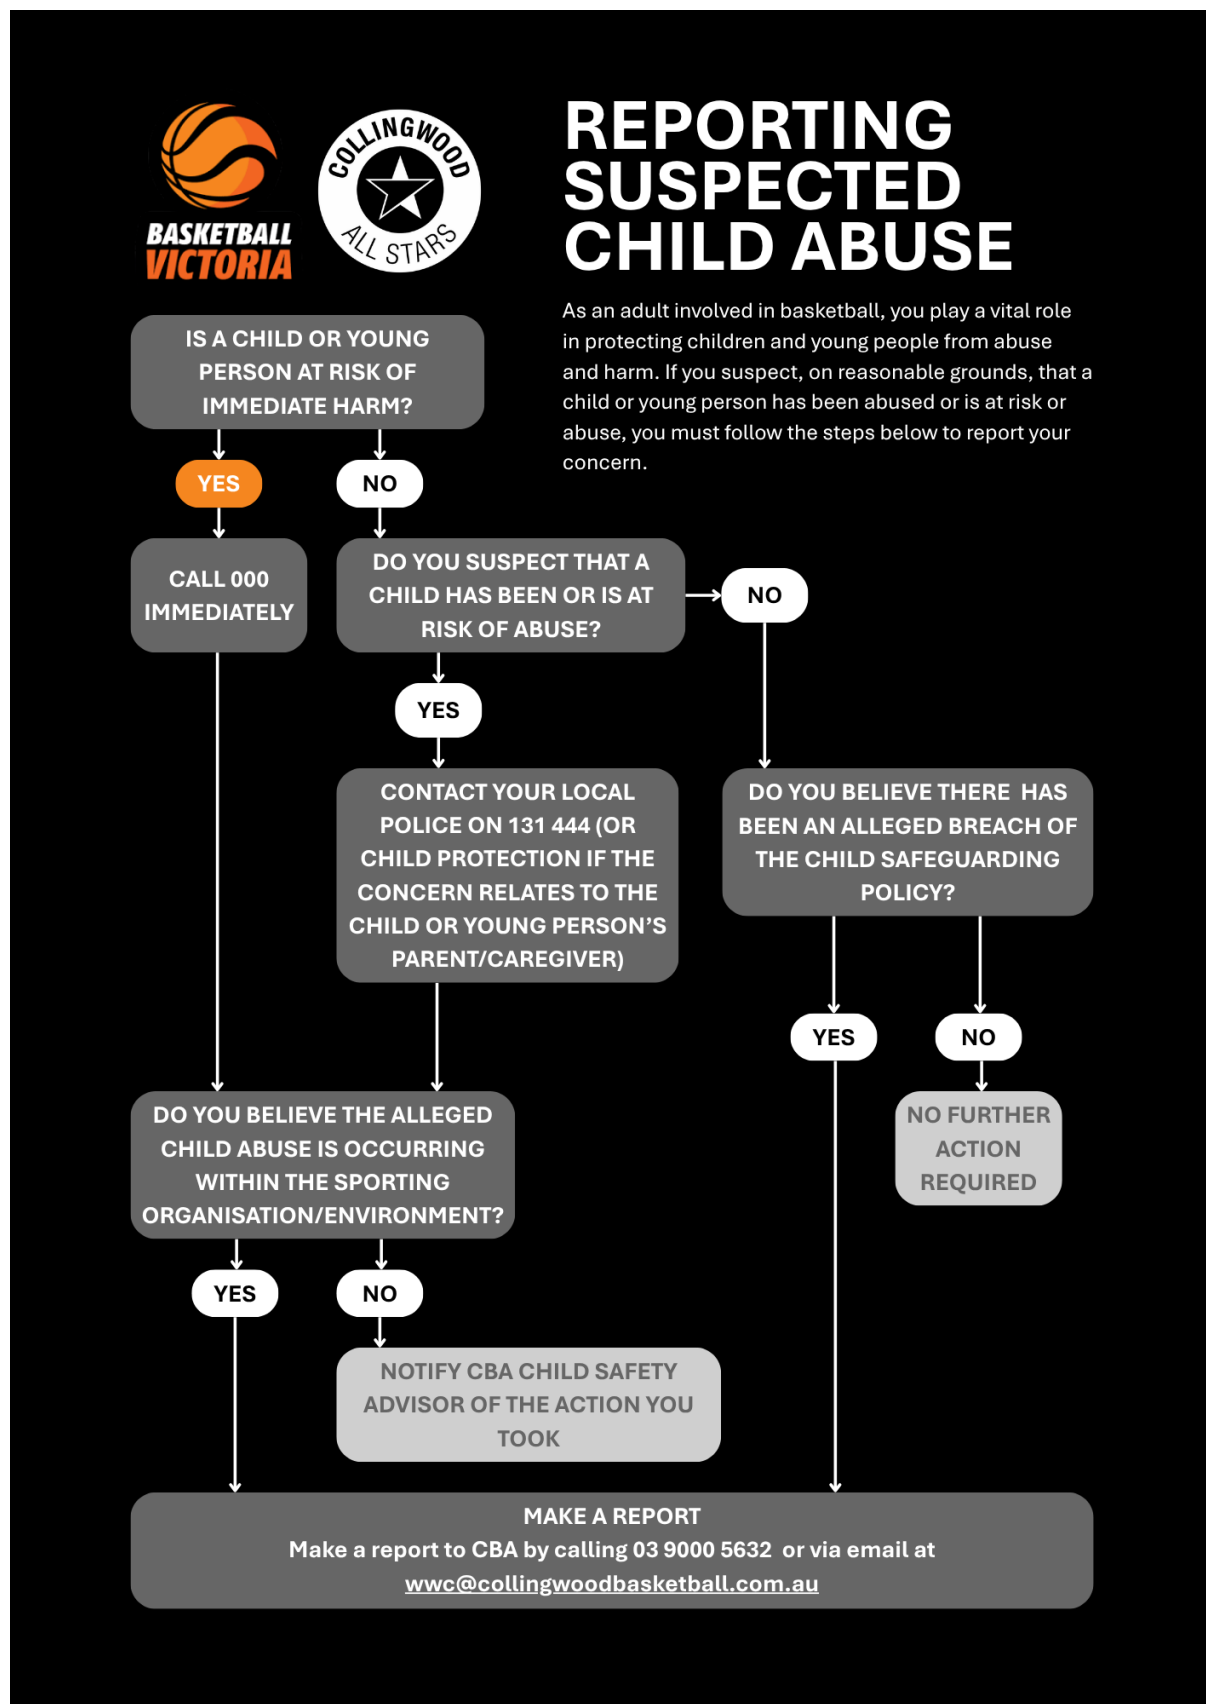 BASKETBALL
VICTORIA
COLLINGWOOD
ALL STARS
REPORTING
SUSPECTED
CHILD ABUSE
As an adult involved in basketball, you play a vital role
in protecting children and young people from abuse
and harm. If you suspect, on reasonable grounds, that a
child or young person has been abused or is at risk or
abuse, you must follow the steps below to report your
concern.
IS A CHILD OR YOUNG
PERSON AT RISK OF
IMMEDIATE HARM?
YES
NO
CALL 000
IMMEDIATELY
DO YOU SUSPECT THAT A
CHILD HAS BEEN OR IS AT
RISK OF ABUSE?
NO
YES
CONTACT YOUR LOCAL
POLICE ON 131 444 (OR
CHILD PROTECTION IF THE
CONCERN RELATES TO THE
CHILD OR YOUNG PERSON'S
PARENT/CAREGIVER)
DO YOU BELIEVE THERE HAS
BEEN AN ALLEGED BREACH OF
THE CHILD SAFEGUARDING
POLICY?
YES
NO
NO FURTHER
ACTION
REQUIRED
DO YOU BELIEVE THE ALLEGED
CHILD ABUSE IS OCCURRING
WITHIN THE SPORTING
ORGANISATION/ENVIRONMENT?
YES
NO
NOTIFY CBA CHILD SAFETY
ADVISOR OF THE ACTION YOU
TOOK
MAKE A REPORT
Make a report to CBA by calling 03 9000 5632 or via email at
wwc@collingwoodbasketball.com.au